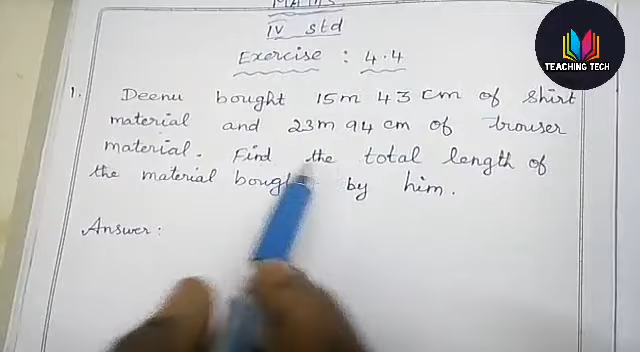 MATHS
IV std
Exercise : 4.4
1. Deenu bought 15m 43 cm of shirt
material and 23m 94 cm of trouser
material. Find the total length of
the material bought by him.
Answer:
TEACHING TECH